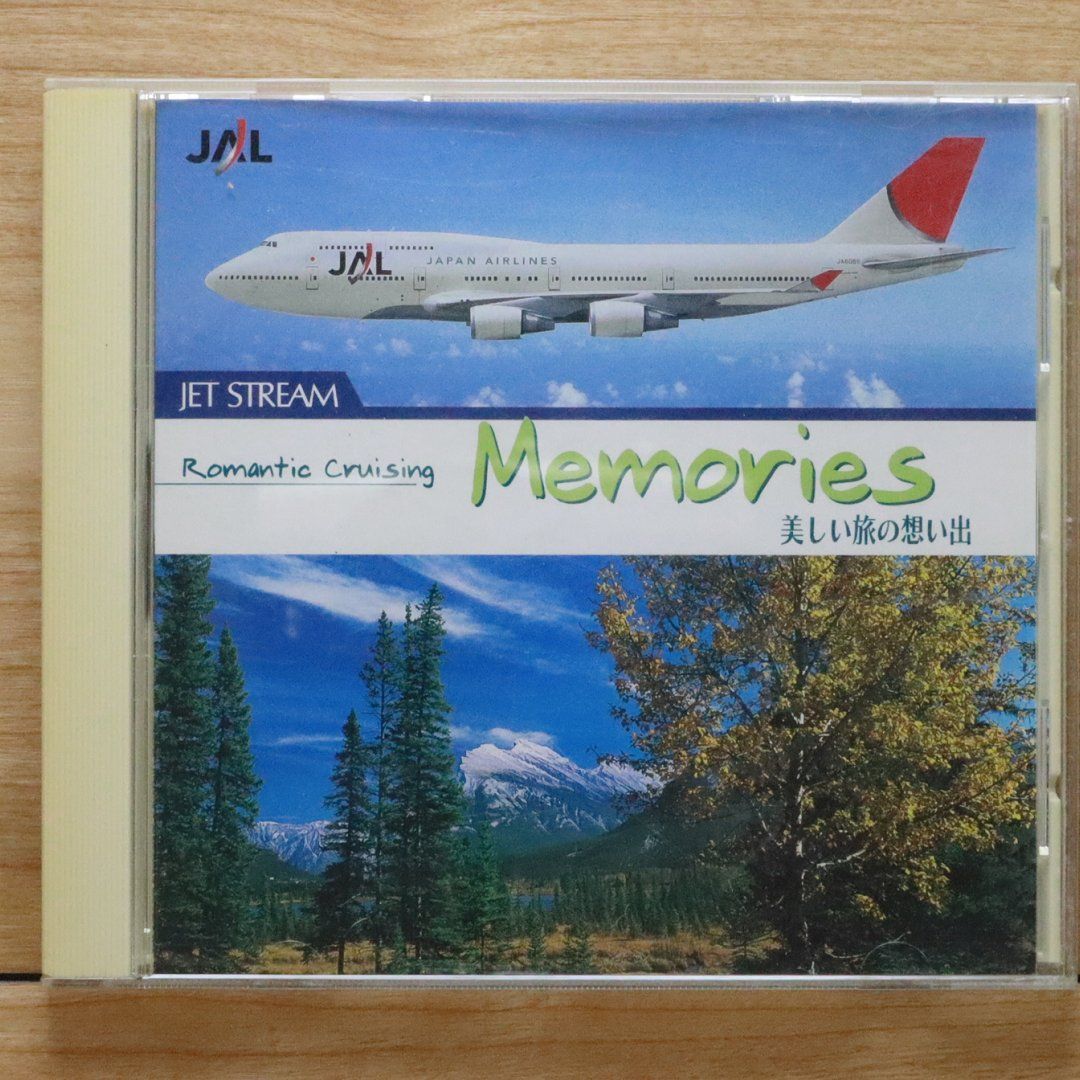 JAL
JAL JAPAN AIRLINES
JET STREAM
Romantic Cruising
Memories
美しい旅の想い出